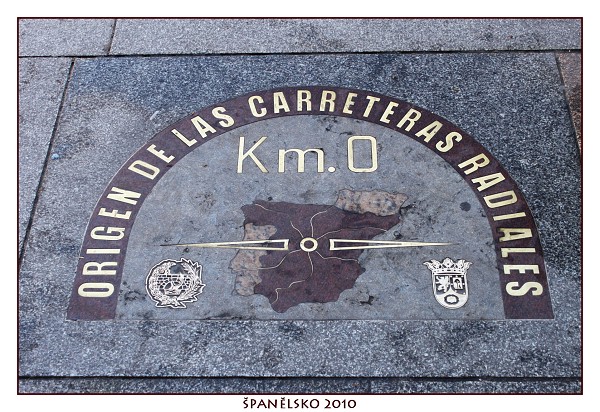 ORIGEN DE LAS CARRETERAS RADIALES
Km.0
ŠPANĚLSKO 2010